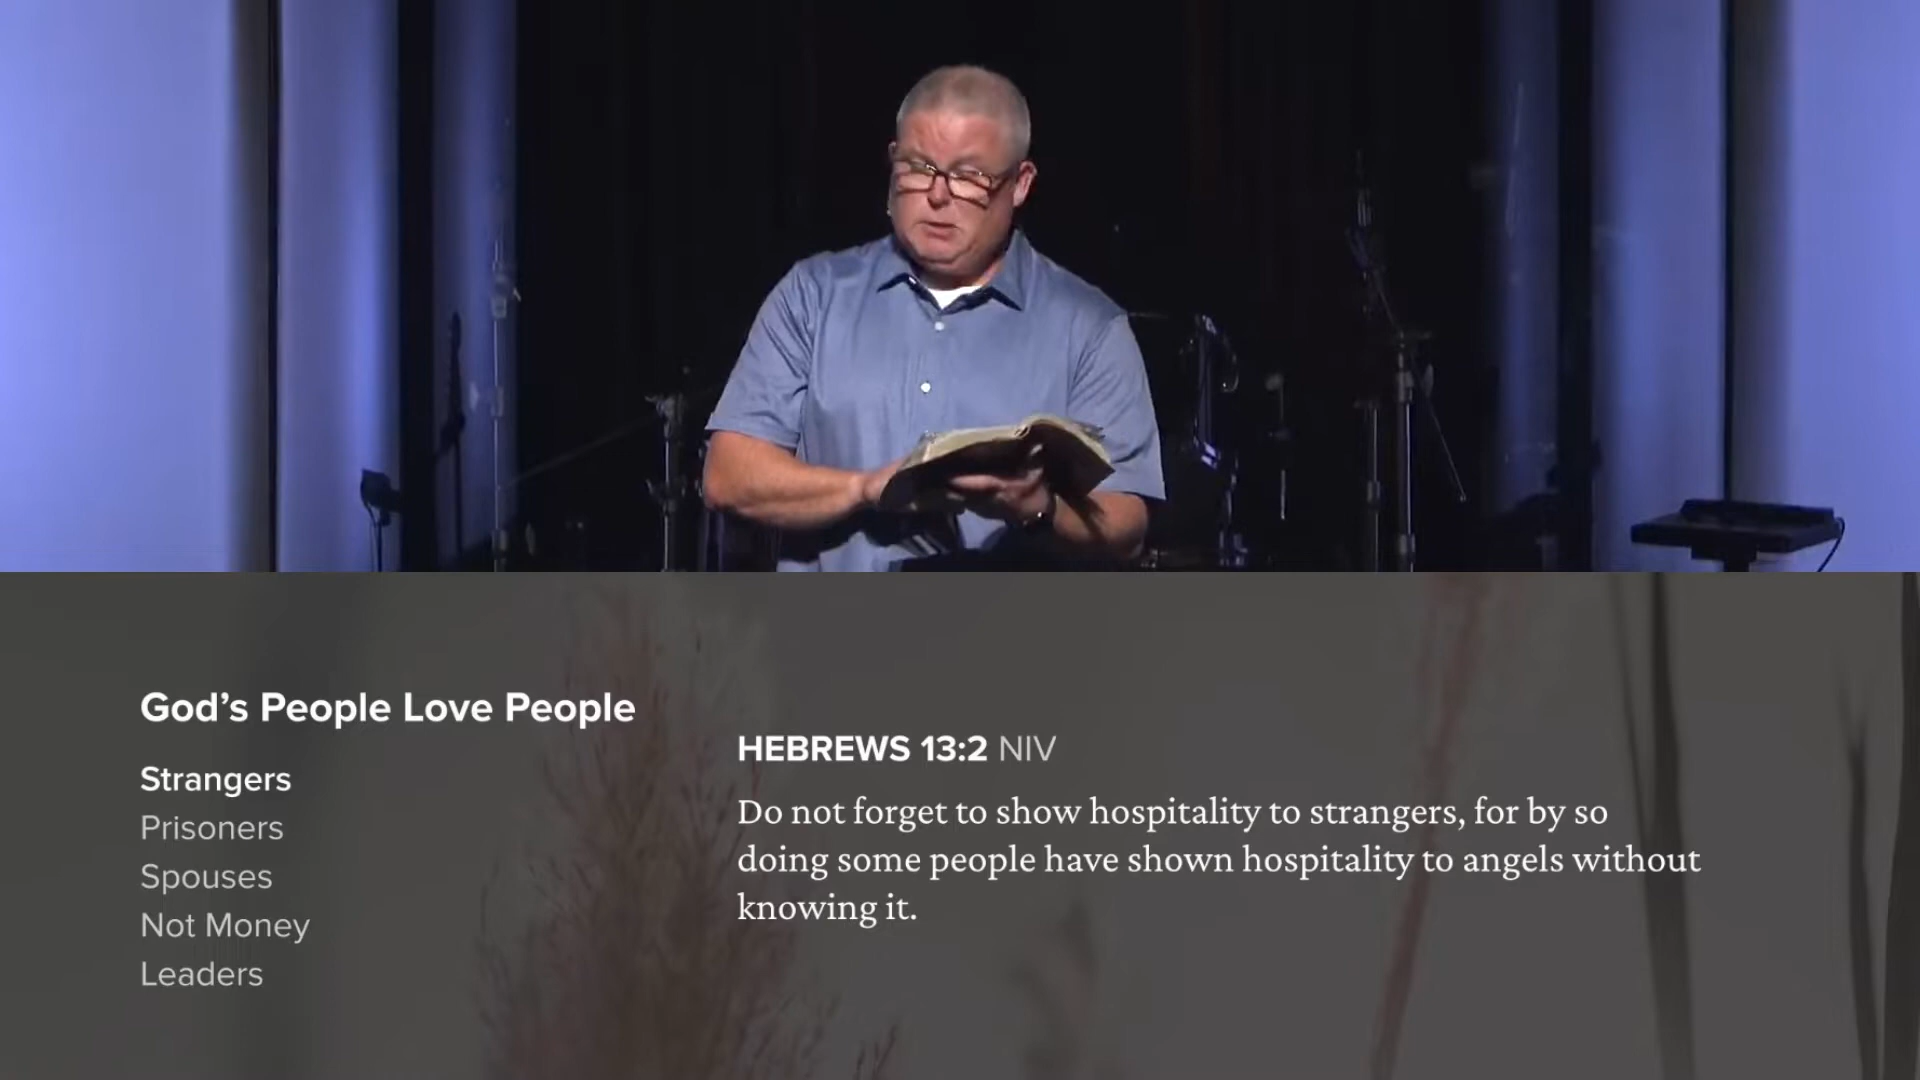 God’s People Love People
Strangers
Prisoners
Spouses
Not Money
Leaders
HEBREWS 13:2 NIV
Do not forget to show hospitality to strangers, for by so
doing some people have shown hospitality to angels without
knowing it.